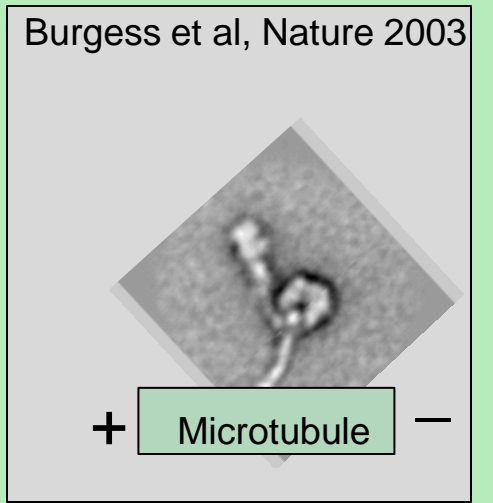 Burgess et al, Nature 2003
+ Microtubule –